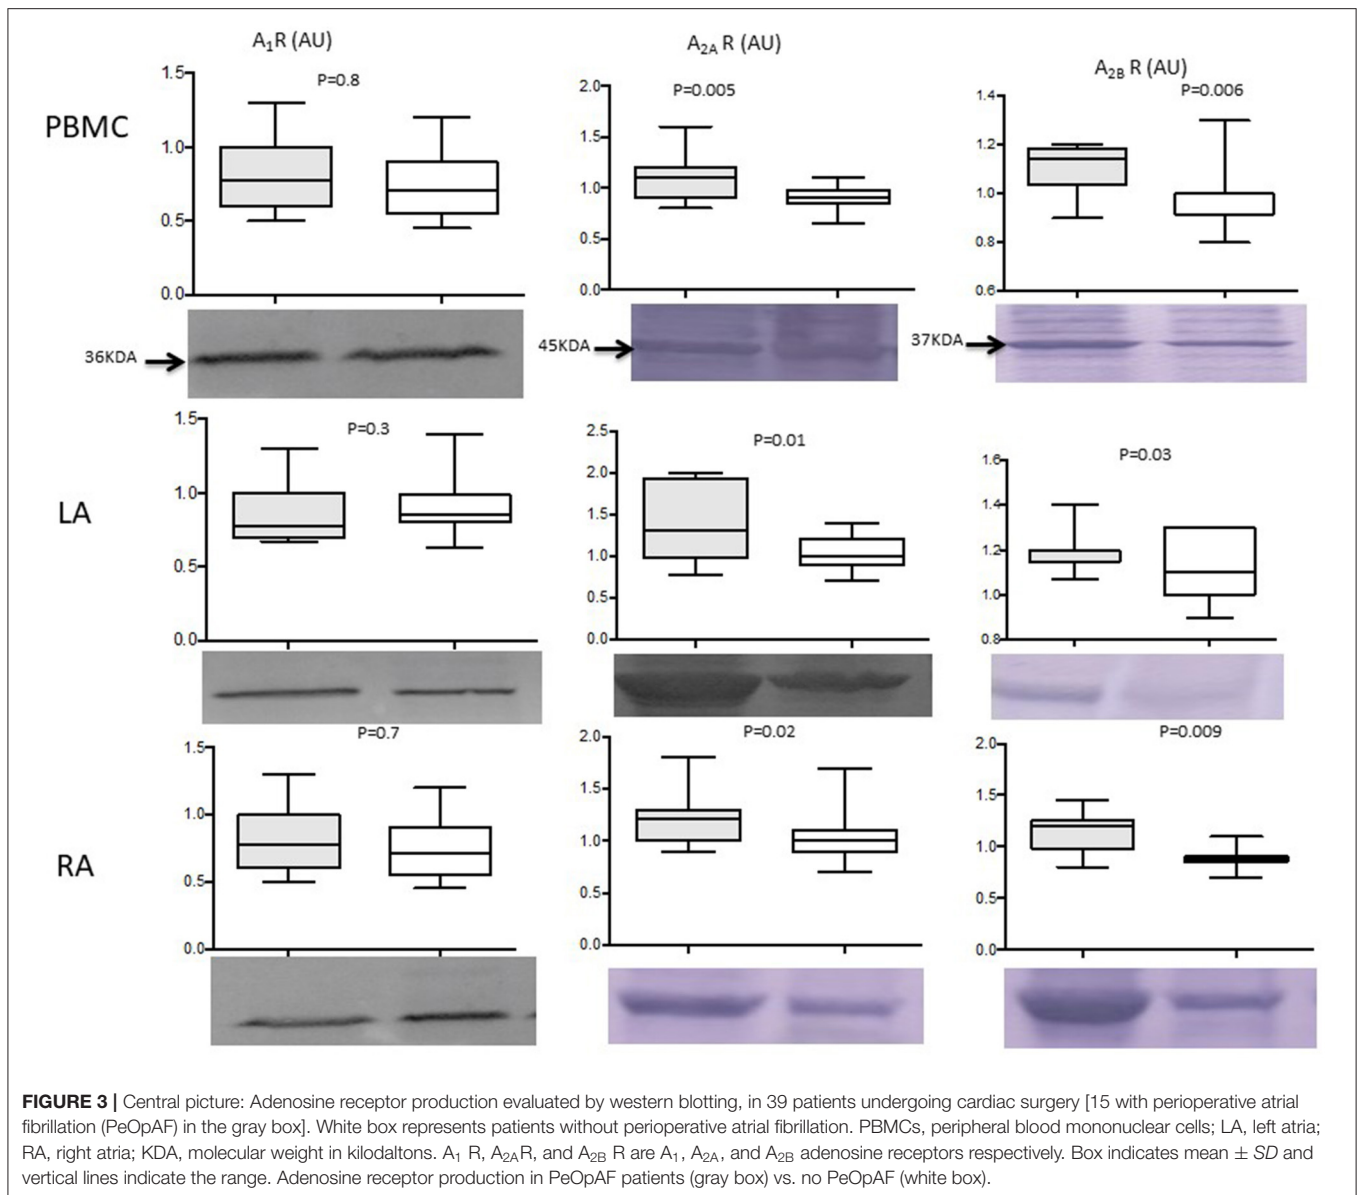 A1R (AU)
A2A R (AU)
A2B R (AU)
PBMC
P=0.8
1.5
1.0
0.5
0.0
P=0.005
2.0
1.5
1.0
0.5
0.0
P=0.006
1.4
1.2
1.0
0.8
0.6
36KDA
45KDA
37KDA
LA
P=0.3
1.5
1.0
0.5
0.0
P=0.01
2.5
2.0
1.5
1.0
0.5
0.0
P=0.03
1.6
1.4
1.2
1.0
0.8
RA
P=0.7
1.5
1.0
0.5
0.0
P=0.02
2.0
1.5
1.0
0.5
0.0
P=0.009
2.0
1.5
1.0
0.5
0.0
FIGURE 3 | Central picture: Adenosine receptor production evaluated by western blotting, in 39 patients undergoing cardiac surgery [15 with perioperative atrial
fibrillation (PeOpAF) in the gray box]. White box represents patients without perioperative atrial fibrillation. PBMCs, peripheral blood mononuclear cells; LA, left atria;
RA, right atria; KDA, molecular weight in kilodaltons. A1 R, A2AR, and A2B R are A1, A2A, and A2B adenosine receptors respectively. Box indicates mean ± SD and
vertical lines indicate the range. Adenosine receptor production in PeOpAF patients (gray box) vs. no PeOpAF (white box).